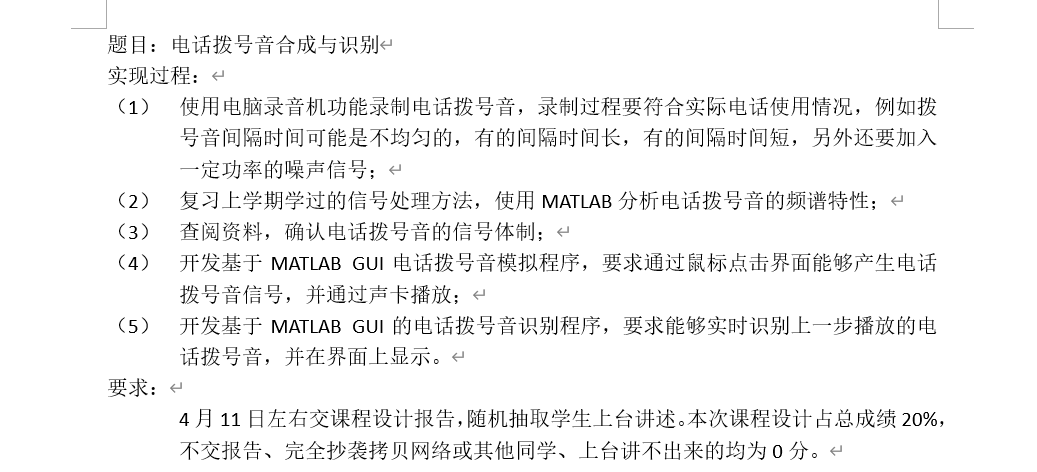 题目：电话拨号音合成与识别
实现过程：
（1） 使用电脑录音机功能录制电话拨号音，录制过程要符合实际电话使用情况，例如拨
号音间隔时间可能是不均匀的，有的间隔时间长，有的间隔时间短，另外还要加入
一定功率的噪声信号；
（2） 复习上学期学过的信号处理方法，使用 MATLAB 分析电话拨号音的频谱特性；
（3） 查阅资料，确认电话拨号音的信号体制；
（4） 开发基于 MATLAB GUI 电话拨号音模拟程序，要求通过鼠标点击界面能够产生电话
拨号音信号，并通过声卡播放；
（5） 开发基于 MATLAB GUI 的电话拨号音识别程序，要求能够实时识别上一步播放的电
话拨号音，并在界面上显示。
要求：
4 月 11 日左右交课程设计报告，随机抽取学生上台讲述。本次课程设计占总成绩 20%，
不交报告、完全抄袭拷贝网络或其他同学、上台讲不出来的均为 0 分。